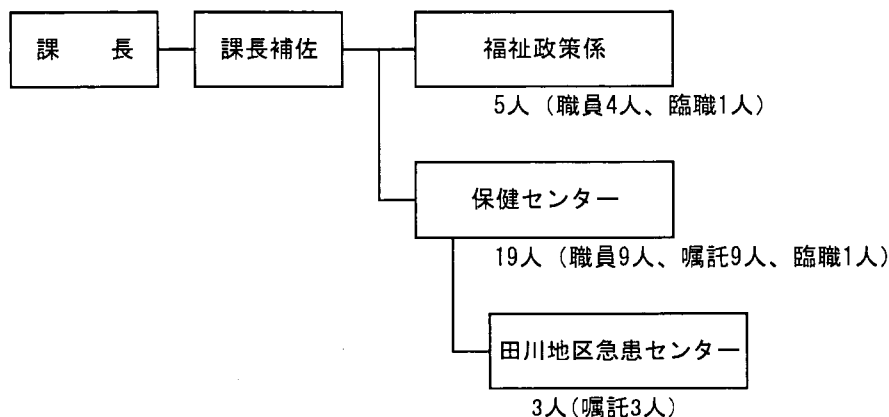 課　　長
課長補佐
福祉政策係
5人（職員4人、臨職1人）
保健センター
19人（職員9人、嘱託9人、臨職1人）
田川地区急患センター
3人(嘱託3人)